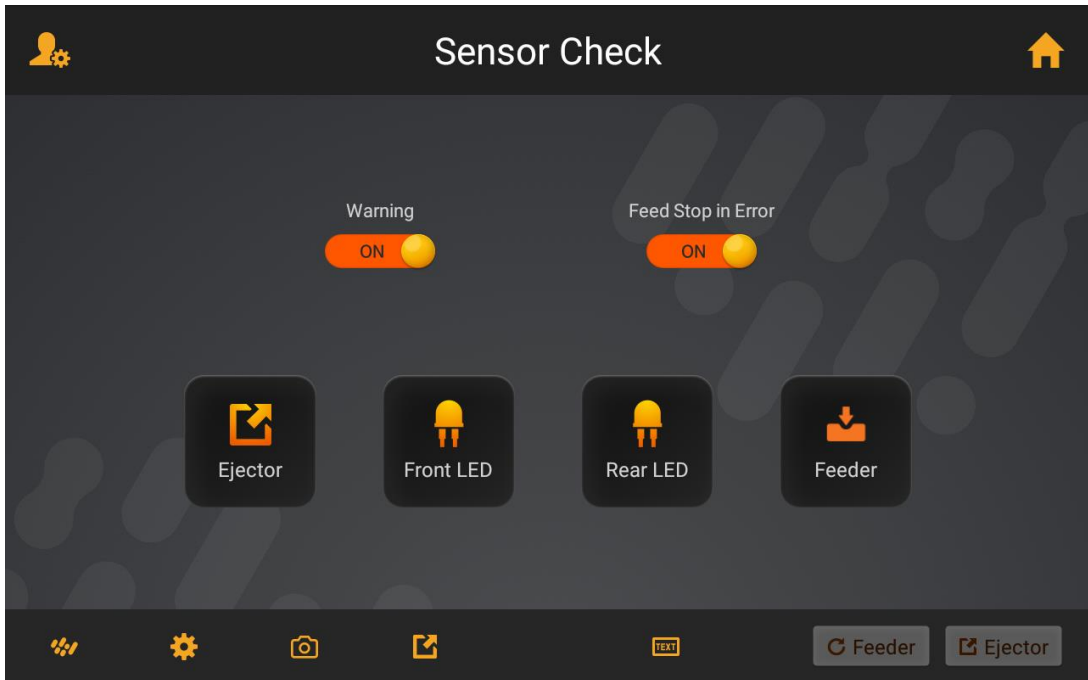 Sensor Check
Warning
Feed Stop in Error
ON
ON
Ejector
Front LED
Rear LED
Feeder
TEXT
Feeder
Ejector